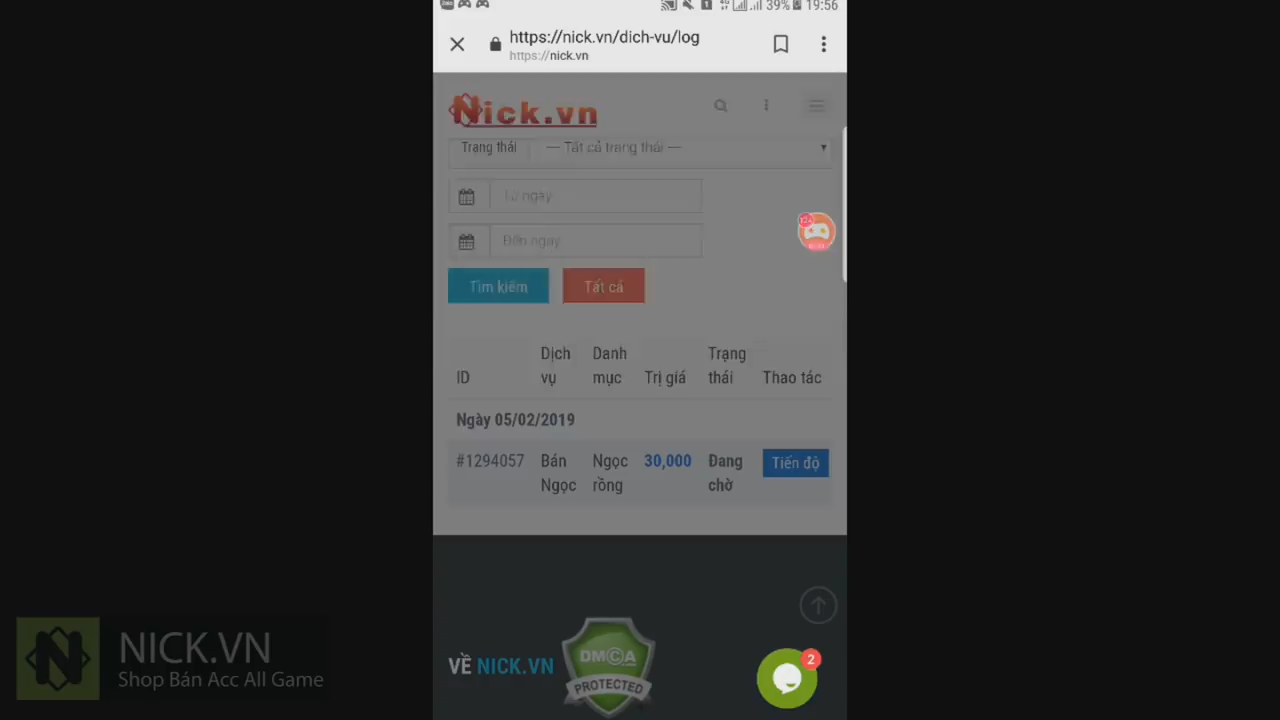 39% 19:56
https://nick.vn/dich-vu/log
https://nick.vn
Nick.vn
Trạng thái
--- Tất cả trạng thái ---
Từ ngày
Đến ngày
Tìm kiếm
Tất cả
ID
Dịch vụ
Danh mục
Trị giá
Trạng thái
Thao tác
Ngày 05/02/2019
#1294057
Bán Ngọc
Ngọc rồng
30,000
Đang chờ
Tiến độ
VỀ NICK.VN
DMCA
PROTECTED
2
NICK.VN
Shop Bán Acc All Game